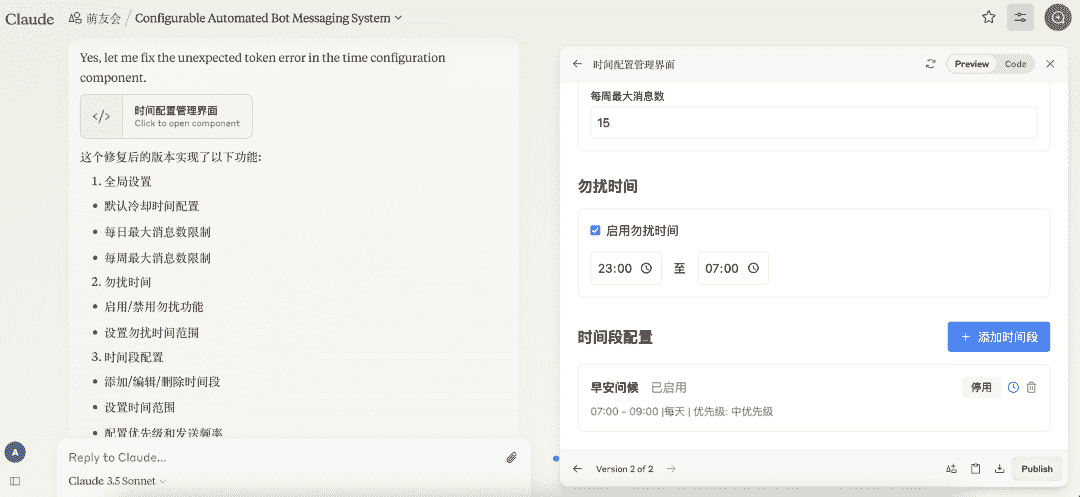 Claude
萌友会 / Configurable Automated Bot Messaging System
Yes, let me fix the unexpected token error in the time configuration
component.
</>
时间配置管理界面
Click to open component
这个修复后的版本实现了以下功能:
1. 全局设置
• 默认冷却时间配置
• 每日最大消息数限制
• 每周最大消息数限制
2. 勿扰时间
• 启用/禁用勿扰功能
• 设置勿扰时间范围
3. 时间段配置
• 添加/编辑/删除时间段
• 设置时间范围
• 配置优先级和发送频率
A
Reply to Claude...
Claude 3.5 Sonnet
时间配置管理界面
Preview
Code
每周最大消息数
15
勿扰时间
启用勿扰时间
23:00 至 07:00
时间段配置
+ 添加时间段
早安问候 已启用
停用
07:00 - 09:00 |每天 | 优先级: 中优先级
Version 2 of 2
Publish